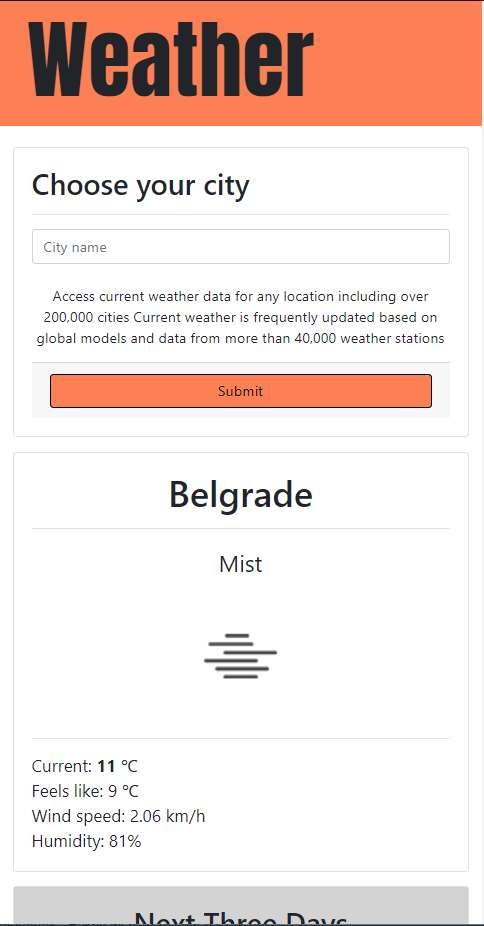 Weather
Choose your city
City name
Access current weather data for any location including over
200,000 cities Current weather is frequently updated based on
global models and data from more than 40,000 weather stations
Submit
Belgrade
Mist
Current: 11 °C
Feels like: 9 °C
Wind speed: 2.06 km/h
Humidity: 81%
Next Three Days